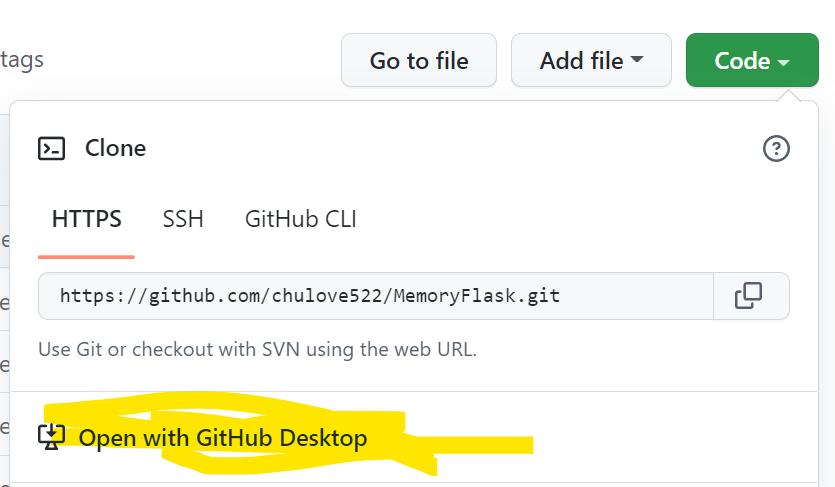 tags
Go to file
Add file
Code
Clone
HTTPS
SSH
GitHub CLI
https://github.com/chulove522/MemoryFlask.git
Use Git or checkout with SVN using the web URL.
Open with GitHub Desktop